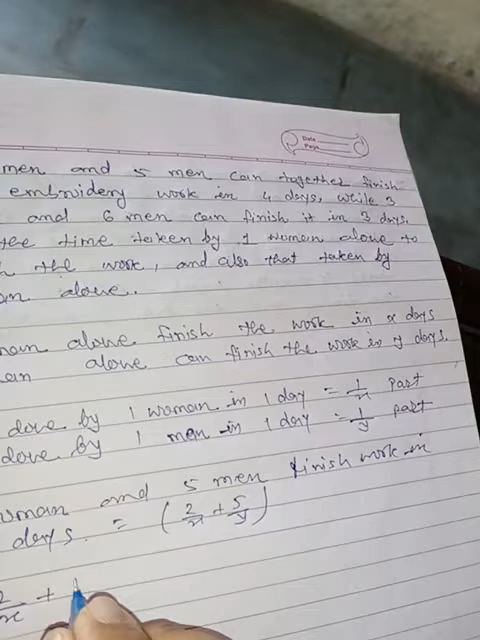 Date
Page
men and 5 men can together finish
embroidery work in 4 days, while 3
and 6 men can finish it in 3 days.
the time taken by 1 women alone to
the work, and also that taken by
alone.
alone finish the work in x days
alone can finish the work in y days.
done by 1 woman in 1 day = 1/x part
done by 1 men in 1 day = 1/y part
woman and 5 men finish work in
days. = (2/x + 5/y)
2/x +